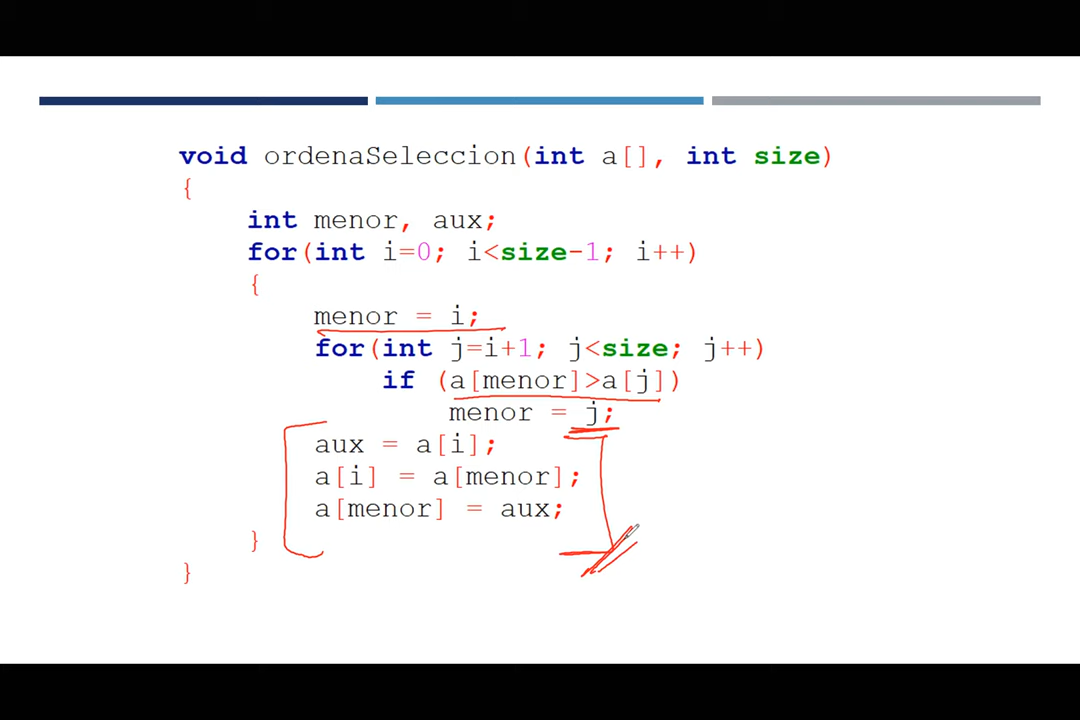 void ordenaSeleccion(int a[], int size)
{
int menor, aux;
for(int i=0; i<size-1; i++)
{
menor = i;
for(int j=i+1; j<size; j++)
if (a[menor]>a[j])
menor = j;
aux = a[i];
a[i] = a[menor];
a[menor] = aux;
}
}